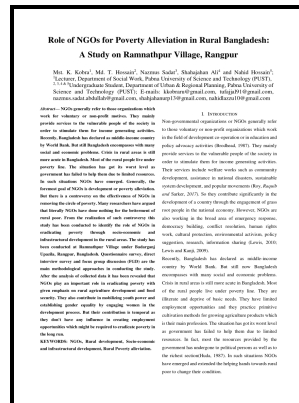 Role of NGOs for Poverty Alleviation in Rural Bangladesh:
A Study on Ramnathpur Village, Rangpur
Mst. K. Kobra¹, Md. T. Hossain², Nazmus Sadat³, Shahajahan Ali⁴ and Nahid Hossain⁵;
¹Lecturer, Department of Social Work, Pabna University of Science and Technology (PUST),
²,³,⁴ & ⁵Undergraduate Student, Department of Urban & Regional Planning, Pabna University of
Science and Technology (PUST);
Abstract— NGOs generally refer to those organizations which
work for voluntary or non-profit motives. They mainly
provide services to the vulnerable people of the society in
order to stimulate them for income generating activities.
Recently, Bangladesh has declared as middle-income country
by World Bank. But still Bangladesh encompasses with many
social and economic problems. Crisis in rural areas is still
more acute in Bangladesh. Most of the rural people live under
poverty line. The situation has got its worst level as
government has failed to help them due to limited resources.
In such situations NGOs have emerged. Generally, the
foremost goal of NGOs is development or poverty alleviation.
But there is a controversy on the effectiveness of NGOs in
removing the circle of poverty. Many researchers have argued
that literally NGOs have done nothing for the betterment of
rural poor. From the realization of such controversy this
study has been conducted to identify the role of NGOs in
eradicating poverty through socio-economic and
infrastructural development in the rural areas. The study has
been conducted at Ramnathpur Village under
Upazila, Rangpur, Bangladesh. Questionnaire survey, direct
interview and focus group discussion (FGD) are the main
methodological approaches in conducting the study.
After the analysis of collected data it has been revealed that
NGOs play an important role in eradicating poverty with
given emphasis on rural agriculture development and food
security. They also contribute in mobilizing youth power and
establishing gender equality by engaging women in the
development process. But their contribution is temporal as
they don't have any influence in creating employment
opportunities which might be required to eradicate poverty in
the long run.
KEYWORDS: NGOs, Rural Development, Socio-economic
and infrastructural development, Rural Poverty alleviation.
I. INTRODUCTION
Non-governmental organizations or NGOs generally refer
to those voluntary or non-profit organizations which work
in the field of development or co-operation or in education and
policy advocacy activities (Bradlund, 1987). They mainly
provide services to the vulnerable people of the society in
order to stimulate them for income generating activities.
Their services include welfare works such as community
development, assistance in national disasters, sustainable
system development, and popular movements (Roy, Raquib
and Sarker, 2017). So they contribute significantly in the
development of a country through the engagement of grass
root people in the national economy. However, NGOs are
also working in the broad area of emergency response,
democracy building, conflict resolution, human rights
work, cultural protection, environmental activism, policy
suggestion, research, information sharing (Lewis, 2010;
Lewis and Kanji, 2009).
Recently, Bangladesh has declared as middle-income
country by World Bank. But still now Bangladesh
encompasses with many social and economic problems.
Crisis in rural areas is still more acute in Bangladesh. Most
of the rural people live under poverty line. They are
illiterate and deprive of basic needs. They have limited
employment opportunities and they practice primitive
cultivation methods for growing agriculture products which
is their main profession. The situation has got its worst level
as government has failed to help them due to limited
resources. In fact, most the resources provided by the
government has undergone to political persons as well as to
the richest section(Huda, 1987). In such situations NGOs
have emerged and extended the helping hands towards rural
poor to change their condition.